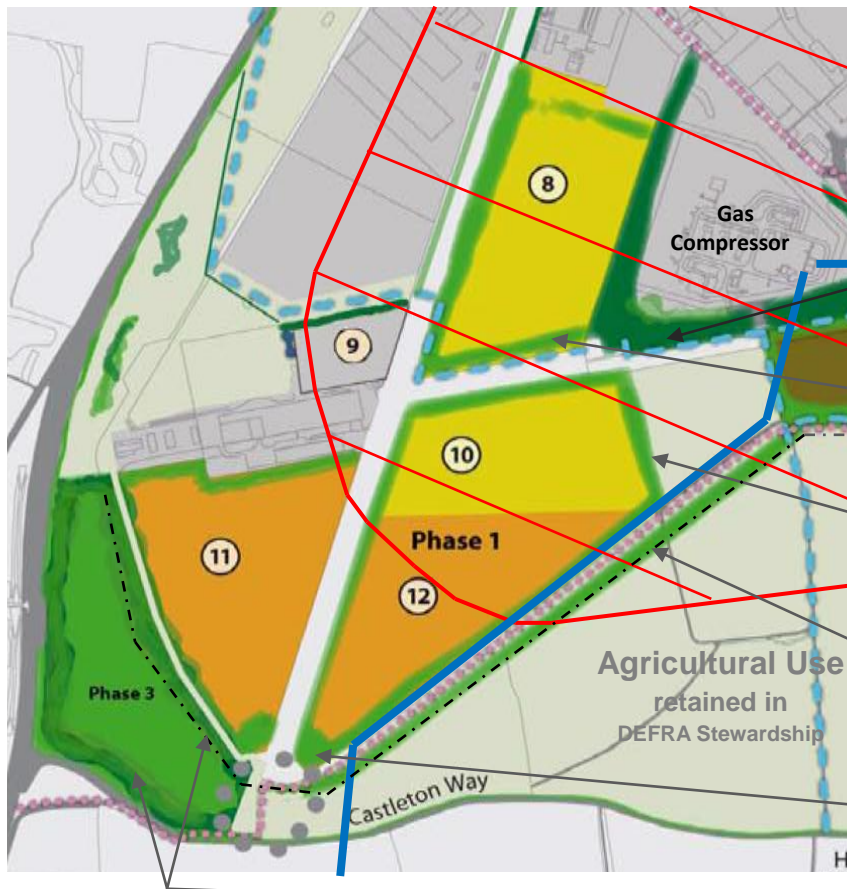 8
Gas
Compressor
9
10
Phase 1
11
12
Agricultural Use
retained in
DEFRA Stewardship
Phase 3
Castleton Way
H